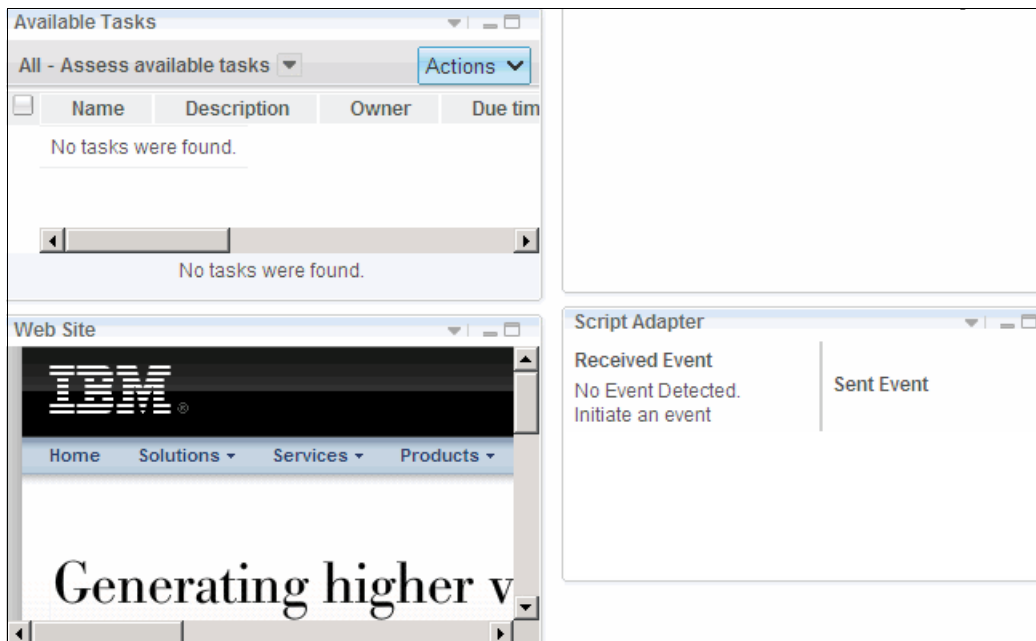 Available Tasks
All - Assess available tasks
Actions
Name Description Owner Due tim
No tasks were found.
No tasks were found.
Web Site
IBM®
Home Solutions Services Products
Generating higher v
Script Adapter
Received Event
No Event Detected.
Initiate an event
Sent Event